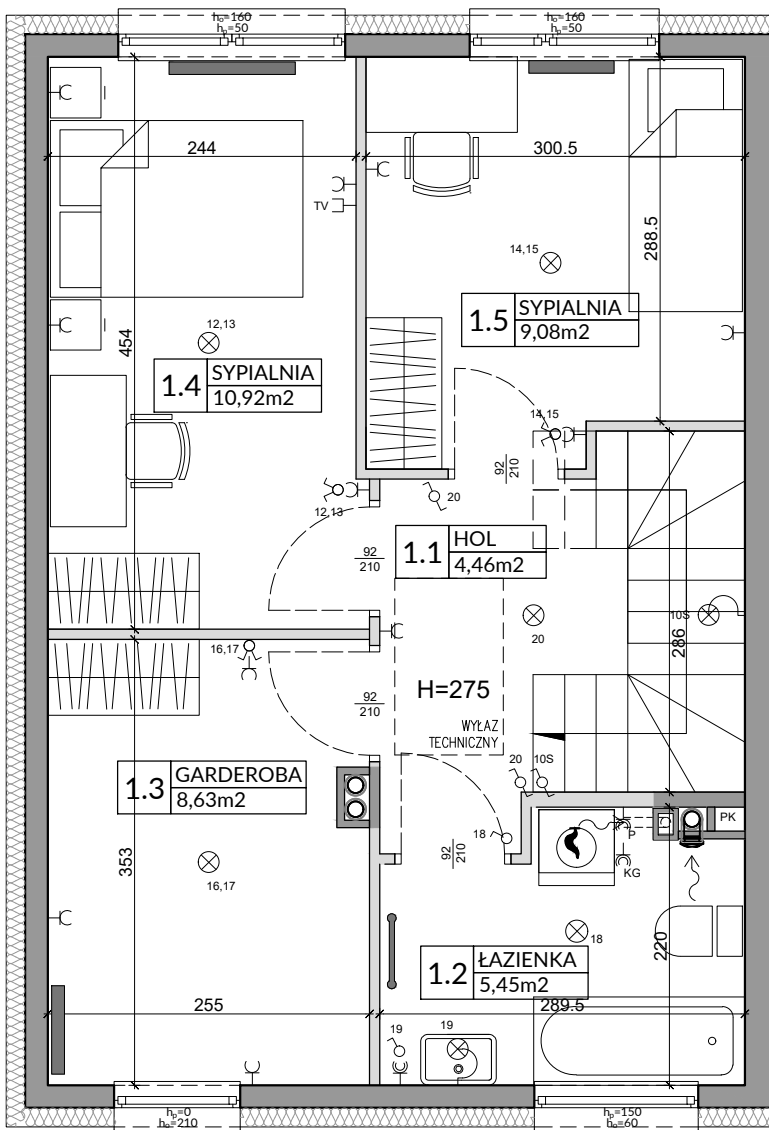 h₀=160
hₚ=50
h₀=160
hₚ=50
244
300.5
TV
14,15
288.5
1.5
SYPIALNIA
9,08m2
12,13
454
1.4
SYPIALNIA
10,92m2
14,15
92
210
12,13
20
1.1
HOL
4,46m2
92
210
10S
20
286
16,17
92
210
H=275
WYŁAZ
TECHNICZNY
20
10S
1.3
GARDEROBA
8,63m2
PK
18
P
92
210
353
16,17
KG
18
220
1.2
ŁAZIENKA
5,45m2
255
289.5
19
19
hₚ=0
h₀=210
hₚ=150
h₀=60